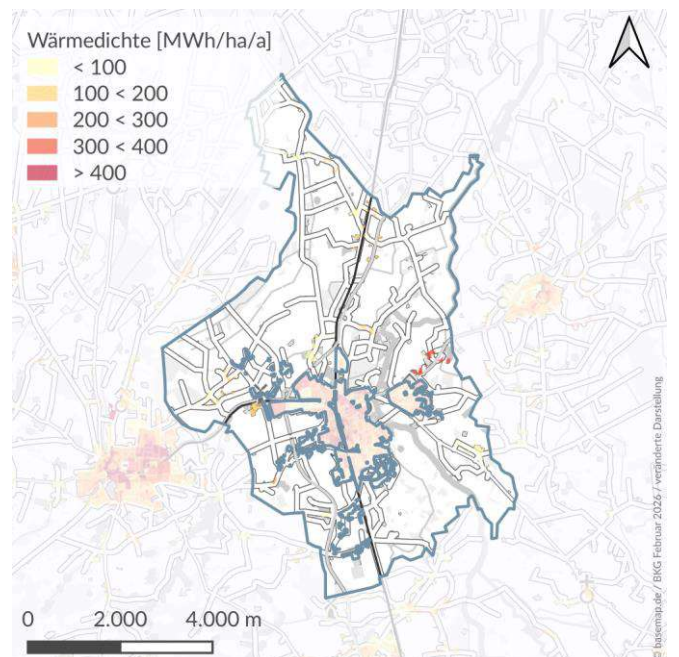 Wärmedichte [MWh/ha/a]
< 100
100 < 200
200 < 300
300 < 400
> 400
0 2.000 4.000 m
© basemap.de / BKG Februar 2026 / veränderte Darstellung